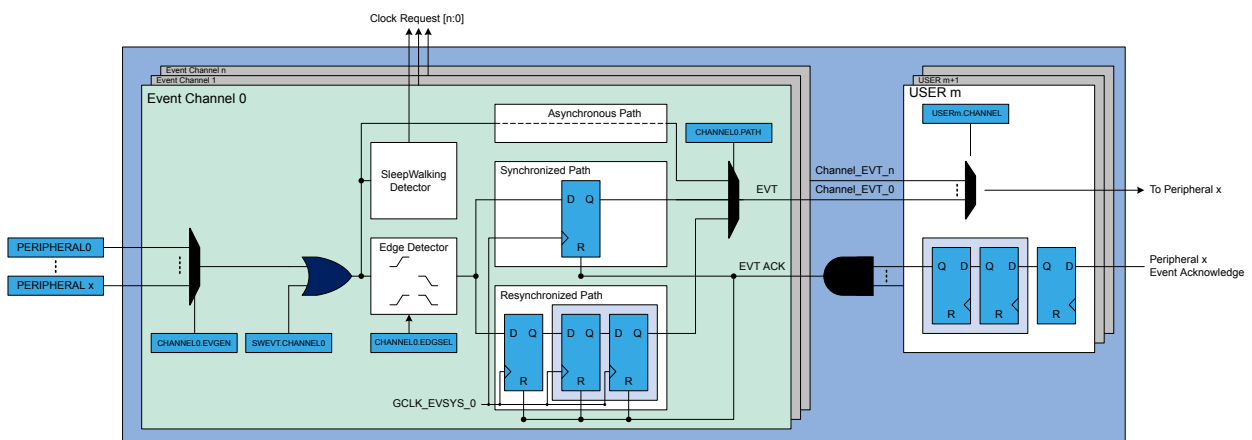 Clock Request [n:0]
Event Channel n
Event Channel 1
Event Channel 0
USER m+1
USER m
Asynchronous Path
CHANNEL0.PATH
USERm.CHANNEL
SleepWalking
Detector
Synchronized Path
D Q
R
EVT
Channel_EVT_n
Channel_EVT_0
To Peripheral x
PERIPHERAL0
PERIPHERAL x
Edge Detector
EVT ACK
Q D
R
Q D
R
Q D
R
Peripheral x
Event Acknowledge
CHANNEL0.EVGEN
SWEVT.CHANNEL0
CHANNEL0.EDGSEL
Resynchronized Path
D Q
R
D Q
R
D Q
R
GCLK_EVSYS_0